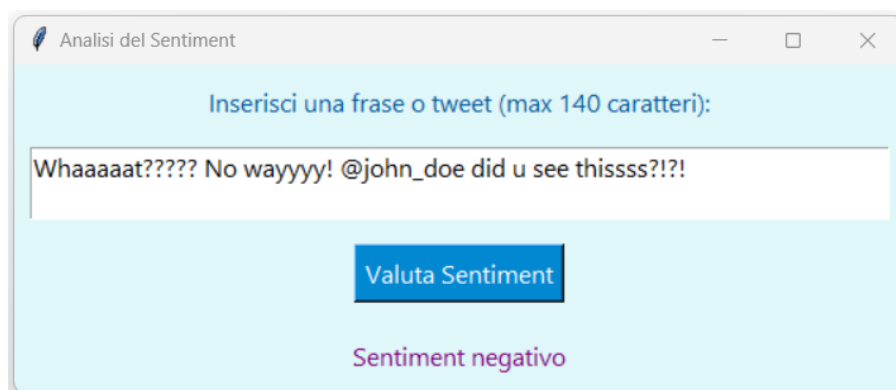 Analisi del Sentiment
Inserisci una frase o tweet (max 140 caratteri):
Whaaaaat????? No wayyyy! @john_doe did u see thissss?!?!
Valuta Sentiment
Sentiment negativo